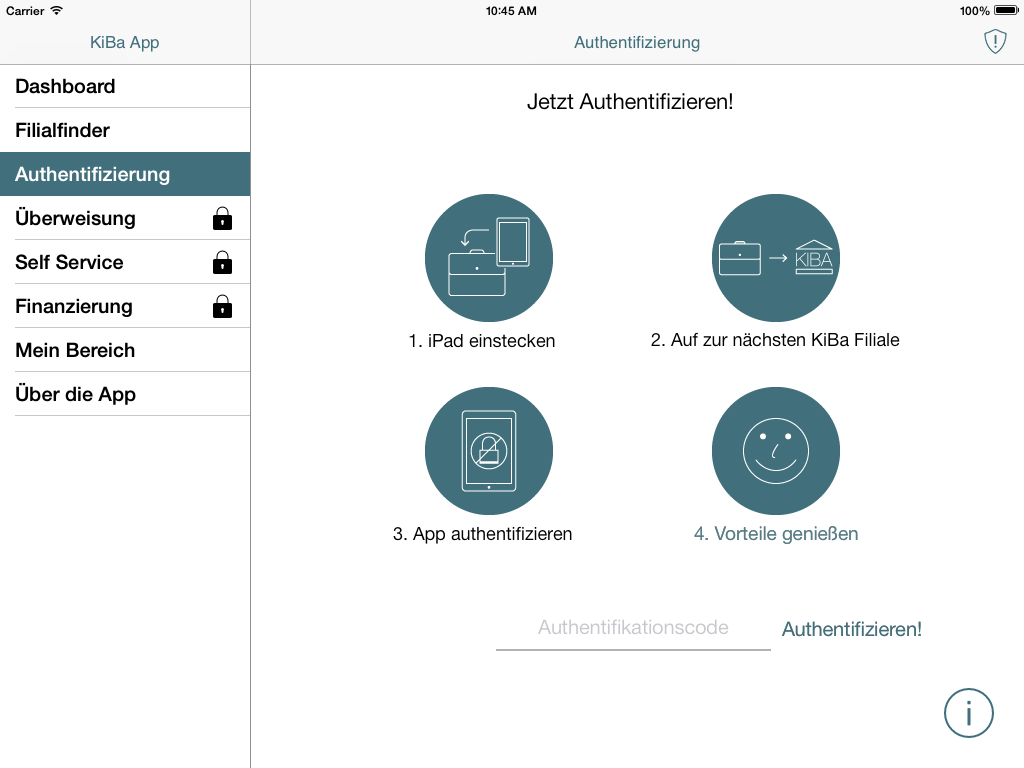 Carrier
10:45 AM
100%
KiBa App
Authentifizierung
Dashboard
Filialfinder
Authentifizierung
Überweisung
Self Service
Finanzierung
Mein Bereich
Über die App
Jetzt Authentifizieren!
KIBA
1. iPad einstecken
2. Auf zur nächsten KiBa Filiale
3. App authentifizieren
4. Vorteile genießen
Authentifikationscode
Authentifizieren!
i